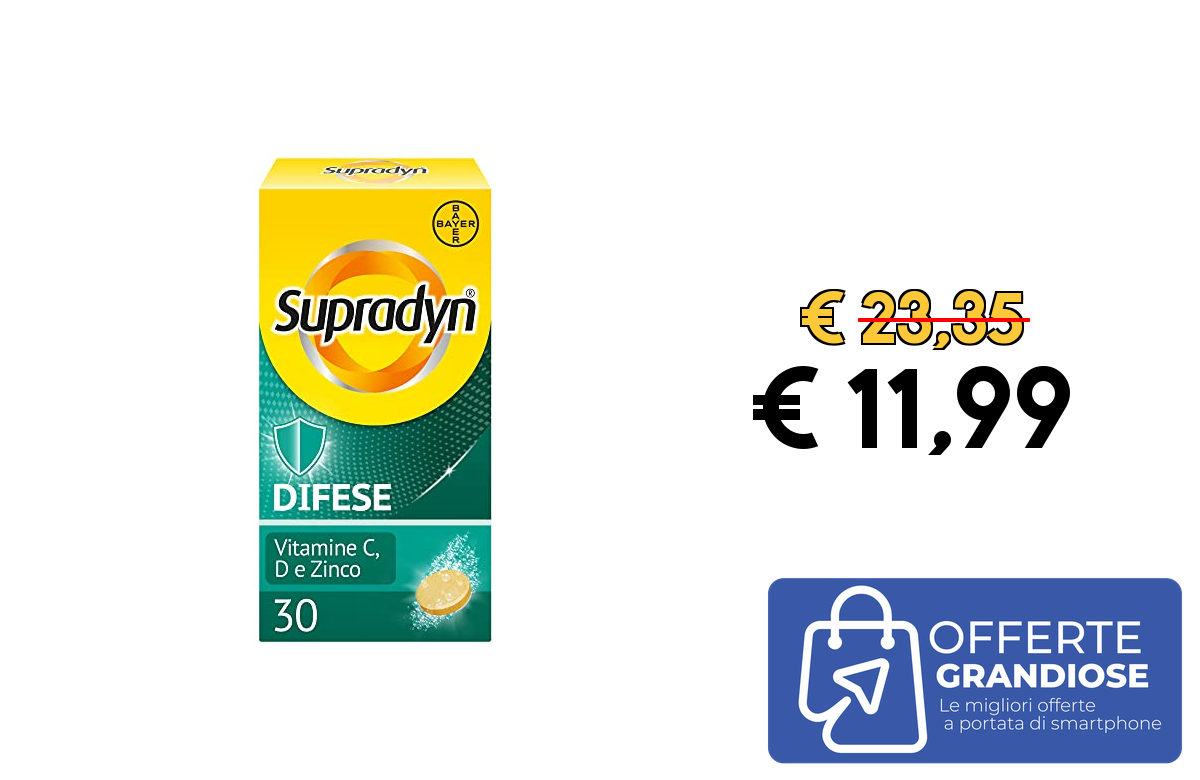 Supradyn
BAYER
BAYER
Supradyn®
DIFESE
Vitamine C,
D e Zinco
30
€ 23,35
€ 11,99
OFFERTE
GRANDIOSE
Le migliori offerte
a portata di smartphone